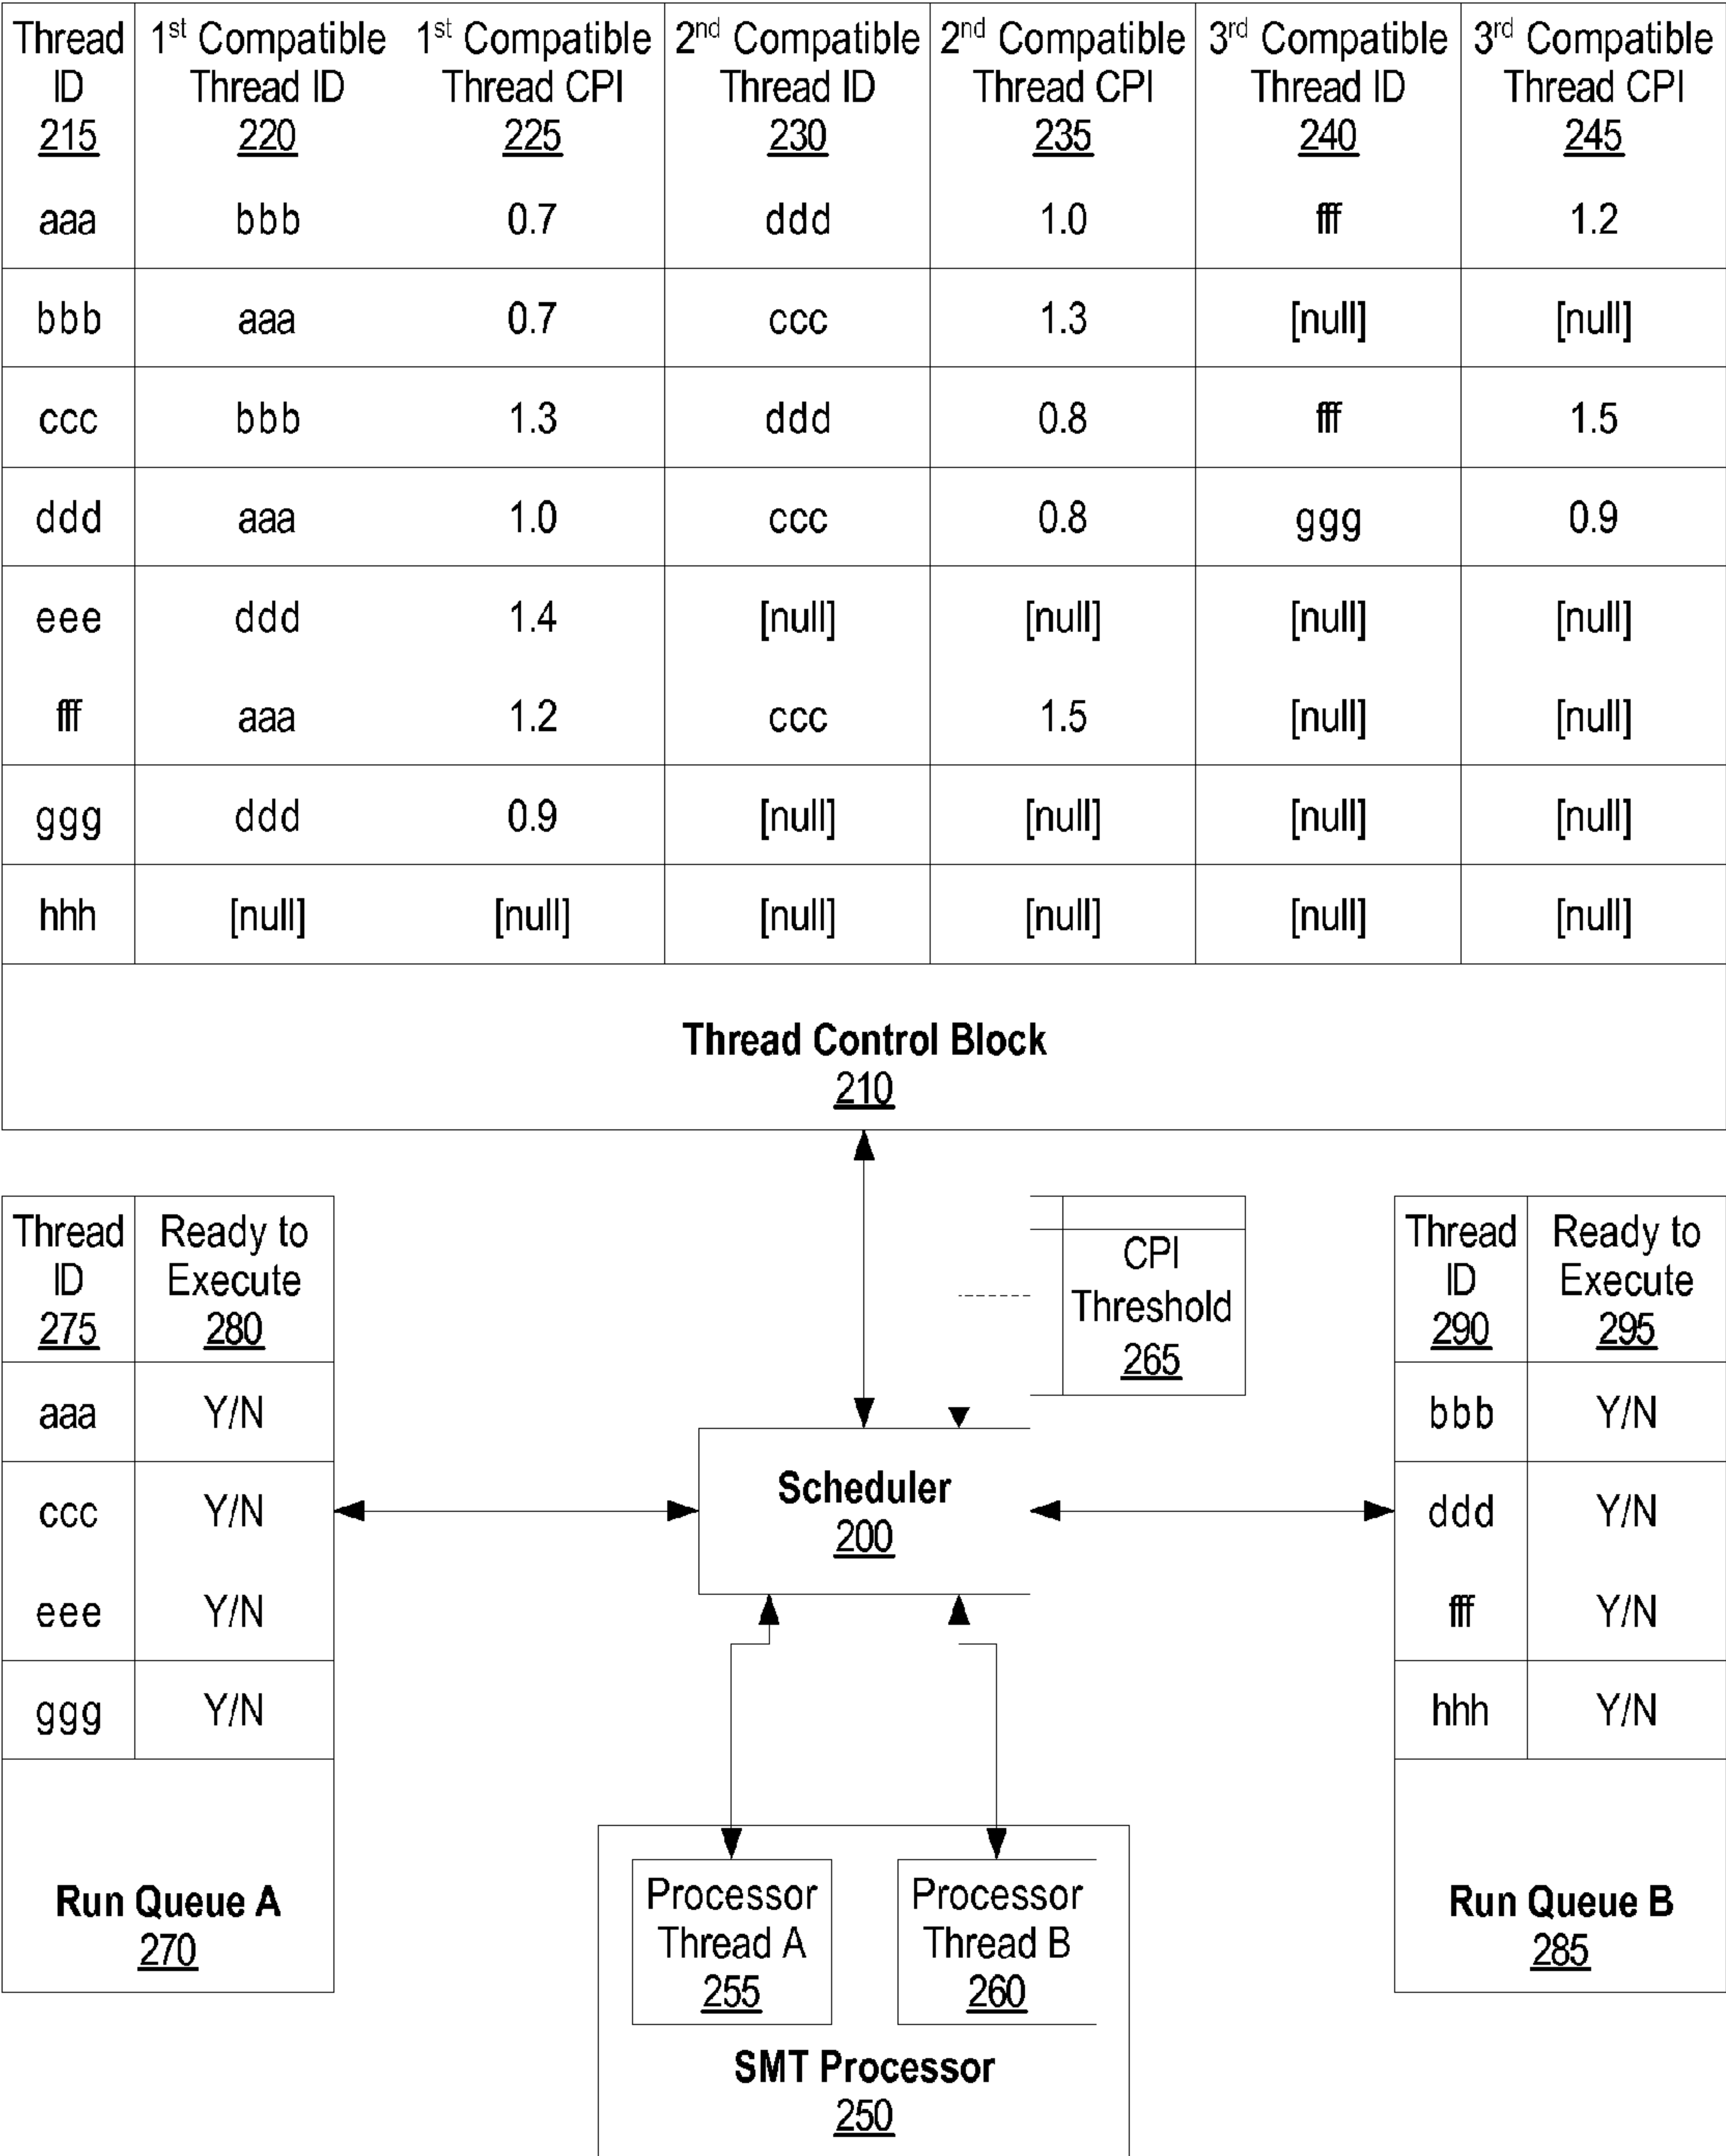 Thread ID 215 1st Compatible Thread ID 220 1st Compatible Thread CPI 225 2nd Compatible Thread ID 230 2nd Compatible Thread CPI 235 3rd Compatible Thread ID 240 3rd Compatible Thread CPI 245
aaa bbb 0.7 ddd 1.0 fff 1.2
bbb aaa 0.7 ccc 1.3 [null] [null]
ccc bbb 1.3 ddd 0.8 fff 1.5
ddd aaa 1.0 ccc 0.8 ggg 0.9
eee ddd 1.4 [null] [null] [null] [null]
fff aaa 1.2 ccc 1.5 [null] [null]
ggg ddd 0.9 [null] [null] [null] [null]
hhh [null] [null] [null] [null] [null] [null]
Thread Control Block
210
Thread ID 275 Ready to Execute 280
aaa Y/N
ccc Y/N
eee Y/N
ggg Y/N
Run Queue A
270
CPI
Threshold
265
Scheduler
200
Thread ID 290 Ready to Execute 295
bbb Y/N
ddd Y/N
fff Y/N
hhh Y/N
Run Queue B
285
Processor
Thread A
255
Processor
Thread B
260
SMT Processor
250